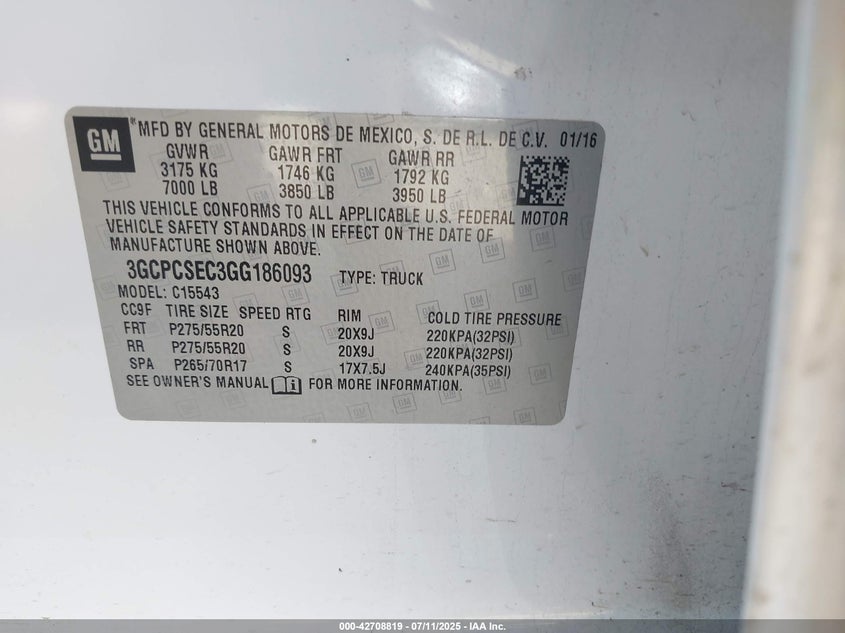 GM
*MFD BY GENERAL MOTORS DE MEXICO, S. DE R.L. DE C.V. 01/16
GVWR GAWR FRT GAWR RR
3175 KG 1746 KG 1792 KG
7000 LB 3850 LB 3950 LB
THIS VEHICLE CONFORMS TO ALL APPLICABLE U.S. FEDERAL MOTOR
VEHICLE SAFETY STANDARDS IN EFFECT ON THE DATE OF
MANUFACTURE SHOWN ABOVE.
3GCPCSEC3GG186093 TYPE: TRUCK
MODEL: C15543
CC9F TIRE SIZE SPEED RTG RIM COLD TIRE PRESSURE
FRT P275/55R20 S 20X9J 220KPA(32PSI)
RR P275/55R20 S 20X9J 220KPA(32PSI)
SPA P265/70R17 S 17X7.5J 240KPA(35PSI)
SEE OWNER'S MANUAL FOR MORE INFORMATION.
000-42708819 - 07/11/2025 - IAA Inc.